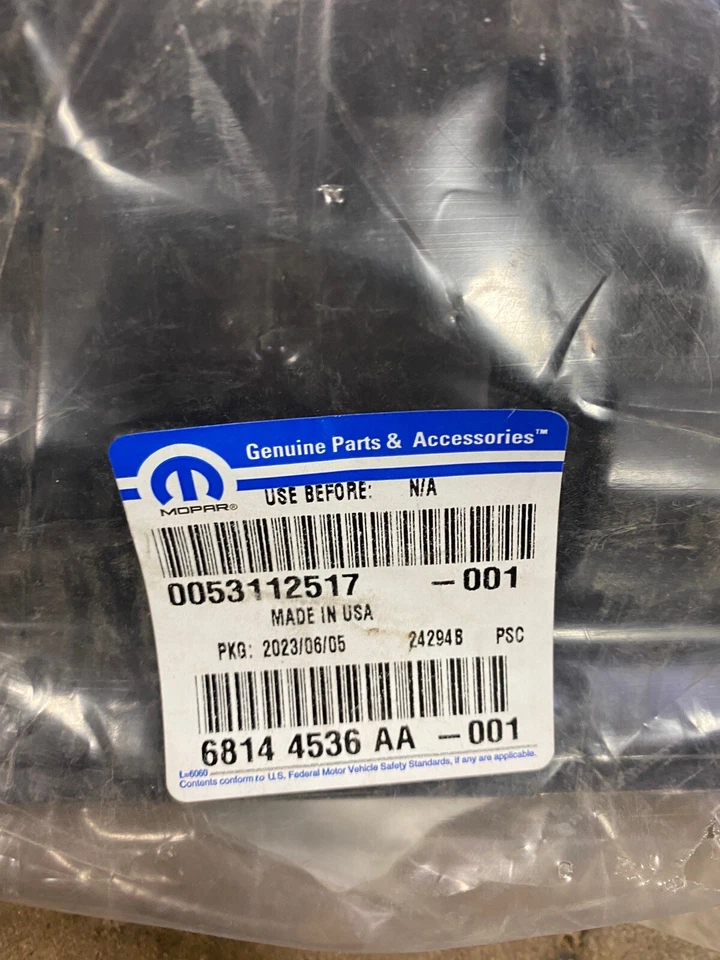 Genuine Parts & Accessories™
MOPAR®
USE BEFORE: N/A
0053112517 -001
MADE IN USA
PKG: 2023/06/05 24294B PSC
6814 4536 AA -001
L=6060
Contents conform to U.S. Federal Motor Vehicle Safety Standards, if any are applicable.